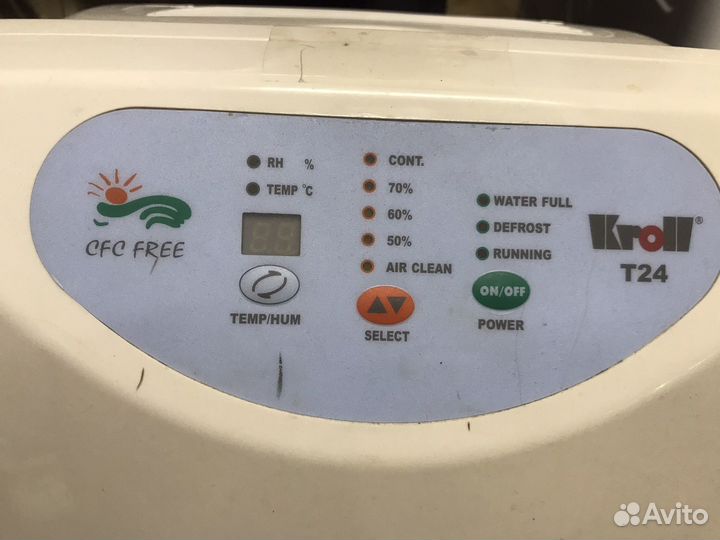 CFC FREE
RH %
TEMP °C
TEMP/HUM
CONT.
70%
60%
50%
AIR CLEAN
SELECT
WATER FULL
DEFROST
RUNNING
ON/OFF
POWER
Kroll®
T24
Avito